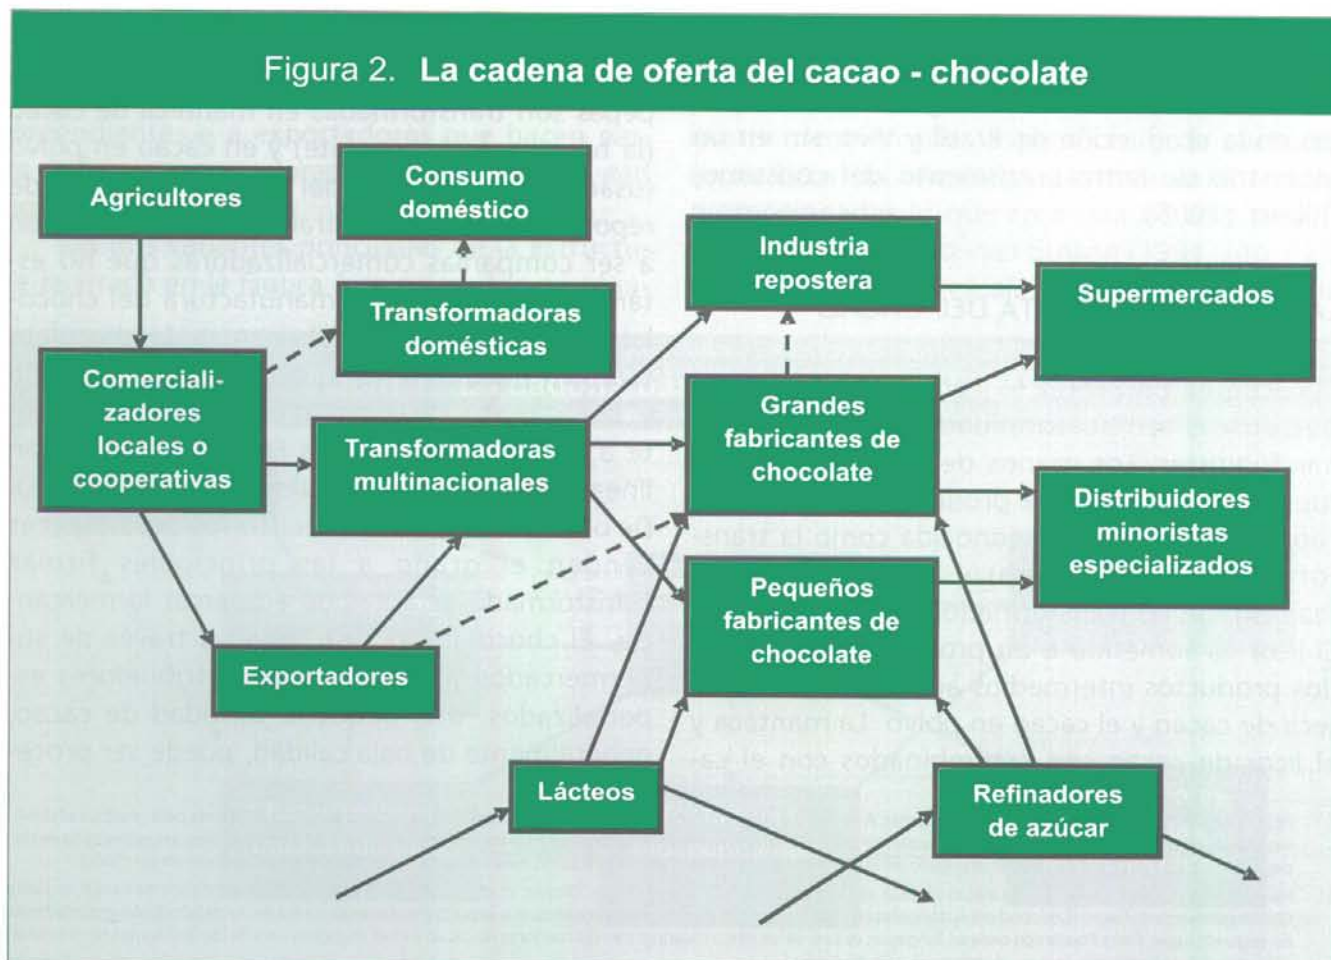 Figura 2. La cadena de oferta del cacao - chocolate
Agricultores
Consumo
doméstico
Industria
repostera
Supermercados
Transformadoras
domésticas
Comerciali-
zadores
locales o
cooperativas
Transformadoras
multinacionales
Grandes
fabricantes de
chocolate
Distribuidores
minoristas
especializados
Pequeños
fabricantes de
chocolate
Exportadores
Lácteos
Refinadores
de azúcar